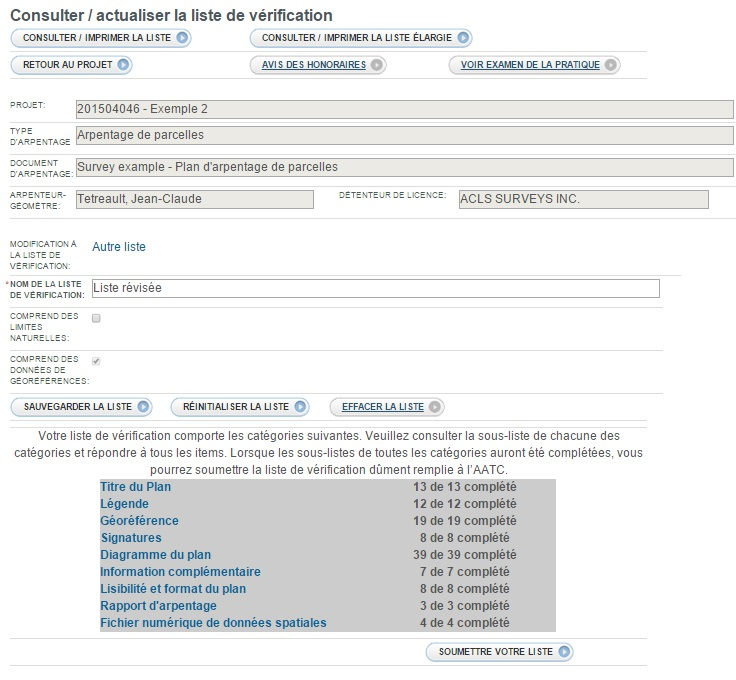 Consulter / actualiser la liste de vérification
CONSULTER / IMPRIMER LA LISTE
CONSULTER / IMPRIMER LA LISTE ÉLARGIE
RETOUR AU PROJET
AVIS DES HONORAIRES
VOIR EXAMEN DE LA PRATIQUE
PROJET:
201504046 - Exemple 2
TYPE
D'ARPENTAGE
Arpentage de parcelles
DOCUMENT
D'ARPENTAGE:
Survey example - Plan d'arpentage de parcelles
ARPENTEUR-
GÉOMÈTRE:
Tetreault, Jean-Claude
DÉTENTEUR DE LICENCE:
ACLS SURVEYS INC.
MODIFICATION À
LA LISTE DE
VÉRIFICATION:
Autre liste
*NOM DE LA LISTE
DE VÉRIFICATION:
Liste révisée
COMPREND DES
LIMITES
NATURELLES:
COMPREND DES
DONNÉES DE
GÉORÉFÉRENCES:
SAUVEGARDER LA LISTE
RÉINITIALISER LA LISTE
EFFACER LA LISTE
Votre liste de vérification comporte les catégories suivantes. Veuillez consulter la sous-liste de chacune des
catégories et répondre à tous les items. Lorsque les sous-listes de toutes les catégories auront été complétées, vous
pourrez soumettre la liste de vérification dûment remplie à l'AATC.
Titre du Plan 13 de 13 complété
Légende 12 de 12 complété
Géoréférence 19 de 19 complété
Signatures 8 de 8 complété
Diagramme du plan 39 de 39 complété
Information complémentaire 7 de 7 complété
Lisibilité et format du plan 8 de 8 complété
Rapport d'arpentage 3 de 3 complété
Fichier numérique de données spatiales 4 de 4 complété
SOUMETTRE VOTRE LISTE